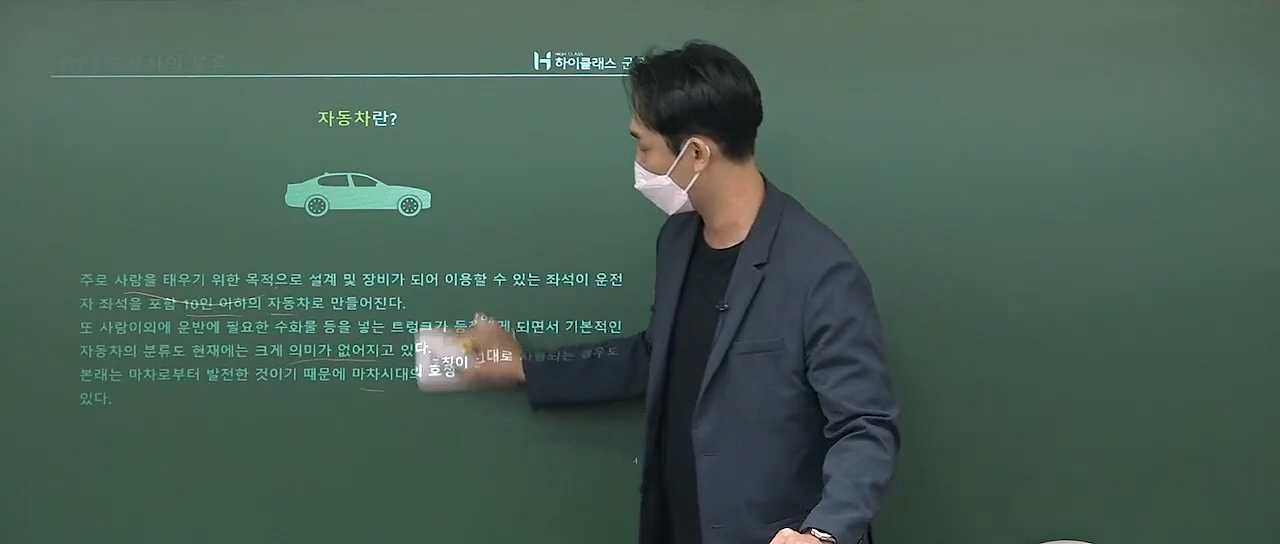 HIGH CLASS
하이클래스 군
자동차란?
주로 사람을 태우기 위한 목적으로 설계 및 장비가 되어 이용할 수 있는 좌석이 운전
자 좌석을 포함 10인 이하의 자동차로 만들어진다.
또 사람이외에 운반에 필요한 수화물 등을 넣는 트렁크가 되면서 기본적인
자동차의 분류도 현재에는 크게 의미가 없어지고 있다.
본래는 마차로부터 발전한 것이기 때문에 마차시대의 호칭이 그대로 사용되는 경우도
있다.
4